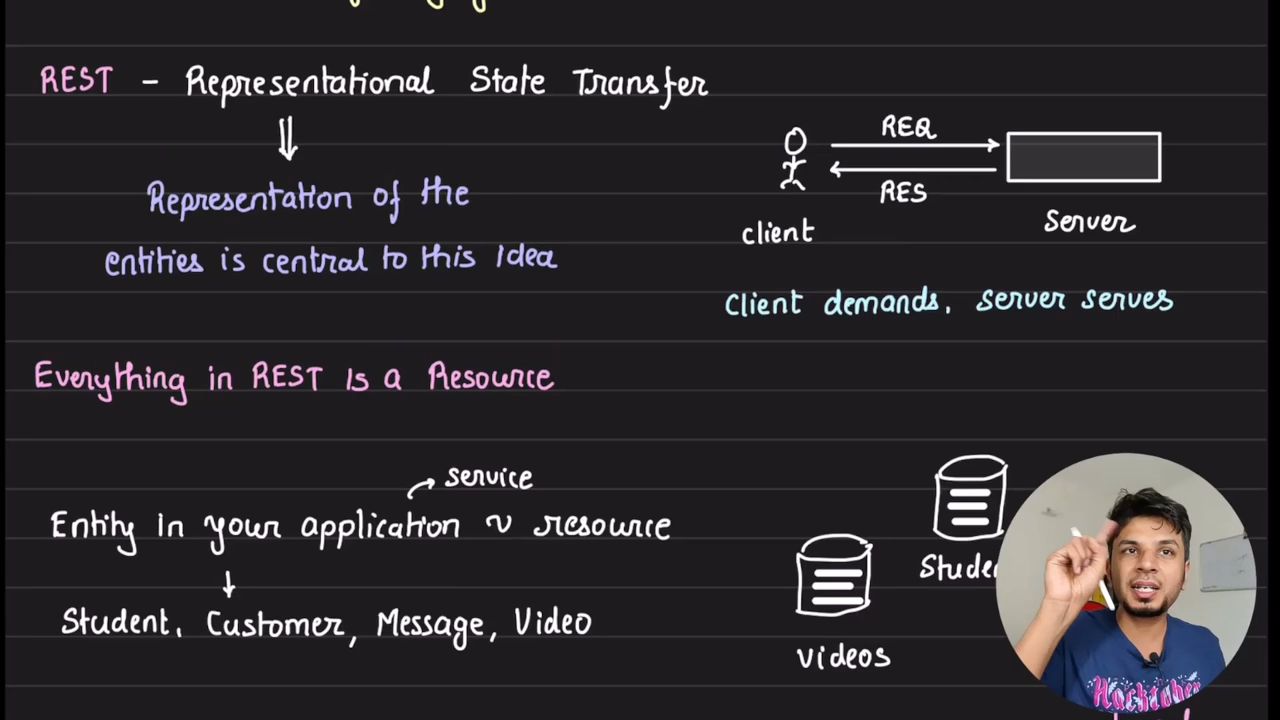 REST - Representational State Transfer
Representation of the
entities is central to this idea
REQ
RES
client
Server
Client demands, server serves
Everything in REST is a Resource
service
Entity in your application ~ resource
Student, Customer, Message, Video
Videos
Hacktober